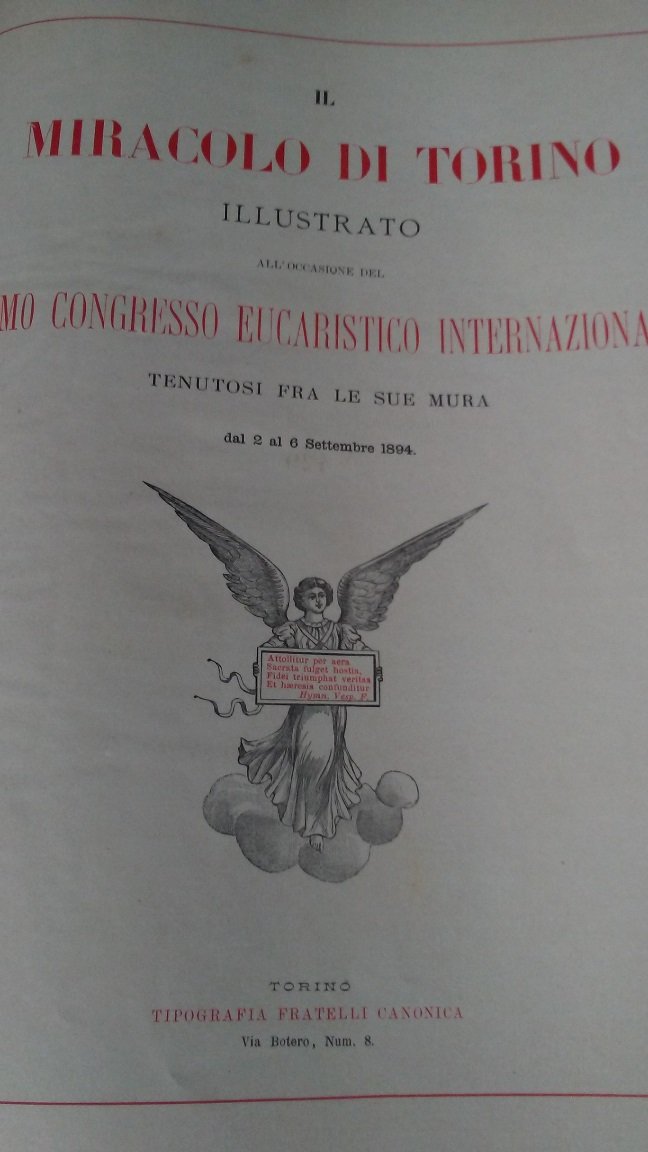 IL
MIRACOLO DI TORINO
ILLUSTRATO
ALL'OCCASIONE DEL
MO CONGRESSO EUCARISTICO INTERNAZIONA
TENUTOSI FRA LE SUE MURA
dal 2 al 6 Settembre 1894.
Attollitur per aera
Sacrata fulget hostia,
Fidei triumphat veritas
Et hæresis confunditur
Hymn. Vesp. F.
TORINO
TIPOGRAFIA FRATELLI CANONICA
Via Botero, Num. 8.